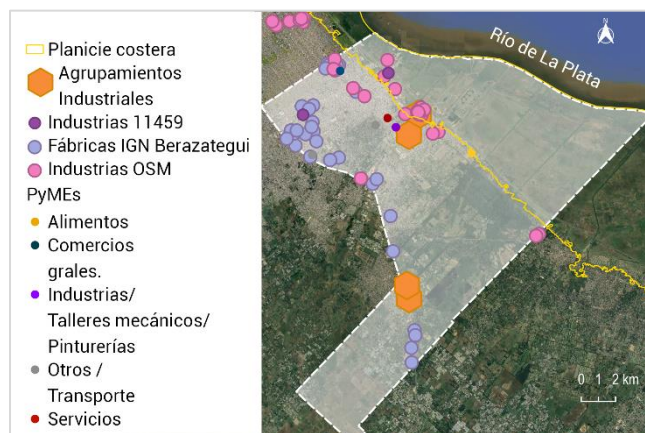 Planicie costera
Agrupamientos
Industriales
Industrias 11459
Fábricas IGN Berazategui
Industrias OSM
PyMEs
Alimentos
Comercios
grales.
Industrias/
Talleres mecánicos/
Pinturerías
Otros /
Transporte
Servicios
Río de La Plata
N
0 1 2 km